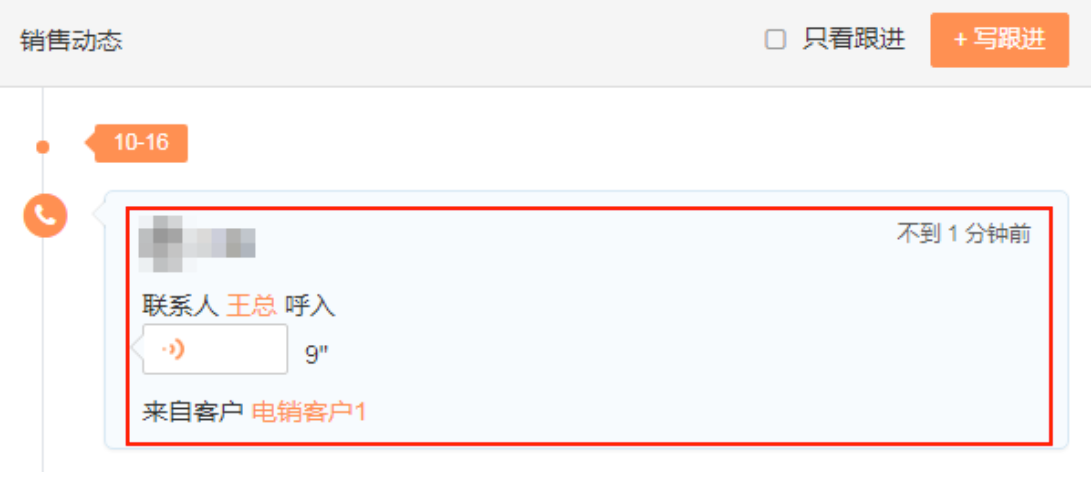 销售动态
只看跟进
+ 写跟进
10-16
不到 1 分钟前
联系人 王总 呼入
9"
来自客户 电销客户1